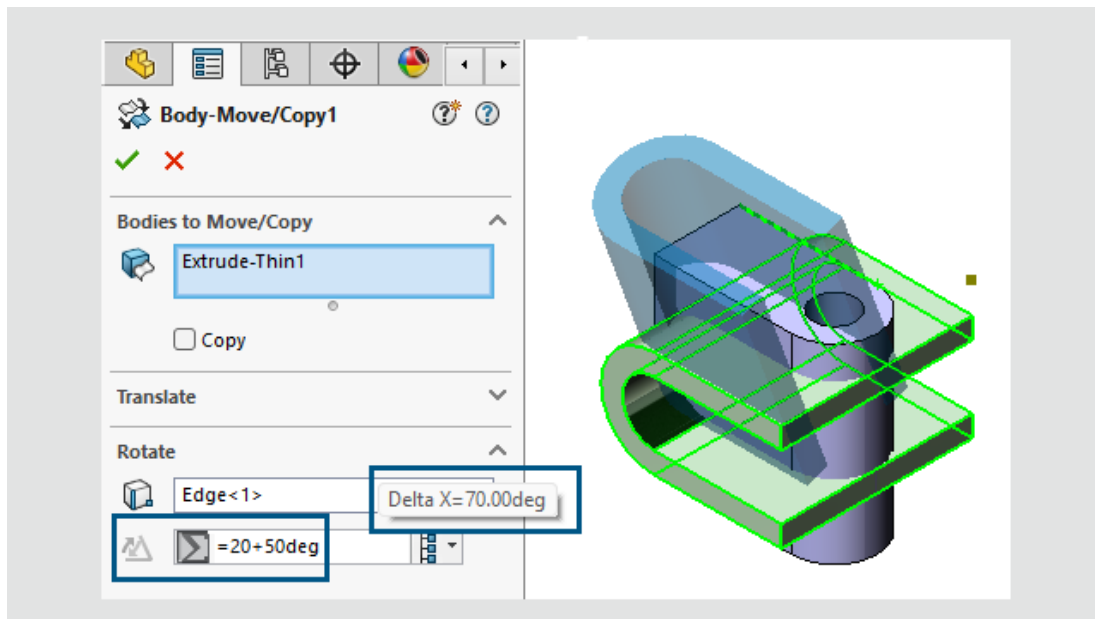 Body-Move/Copy1
Bodies to Move/Copy
Extrude-Thin1
Copy
Translate
Rotate
Edge<1>
Delta X=70.00deg
=20+50deg